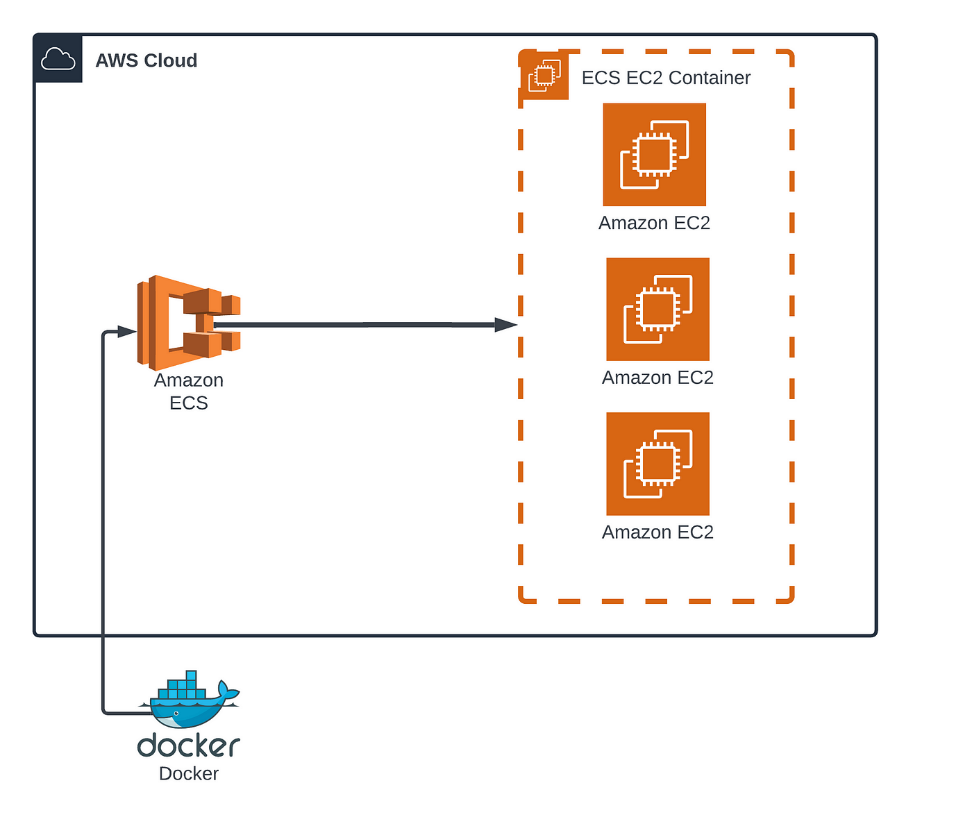 AWS Cloud
ECS EC2 Container
Amazon EC2
Amazon EC2
Amazon
ECS
Amazon EC2
docker
Docker